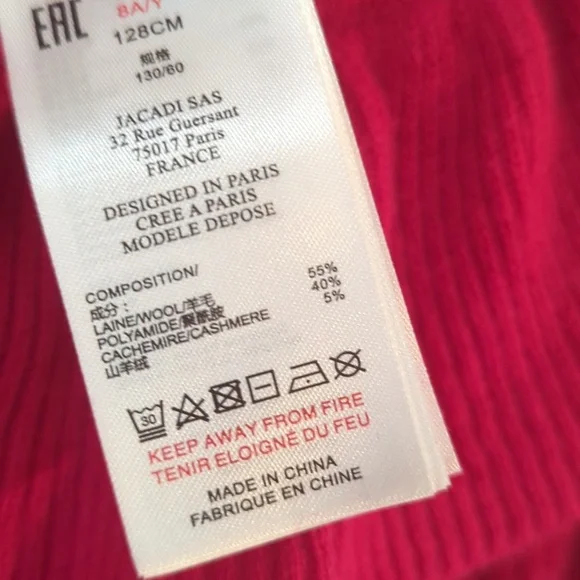 EAC
8A/Y
128CM
规格
130/60
JACADI SAS
32 Rue Guersant
75017 Paris
FRANCE
DESIGNED IN PARIS
CREE A PARIS
MODELE DEPOSE
COMPOSITION/
成分：
LAINE/WOOL/羊毛 55%
POLYAMIDE/聚酰胺 40%
CACHEMIRE/CASHMERE 5%
山羊绒
30
KEEP AWAY FROM FIRE
TENIR ELOIGNÉ DU FEU
MADE IN CHINA
FABRIQUE EN CHINE